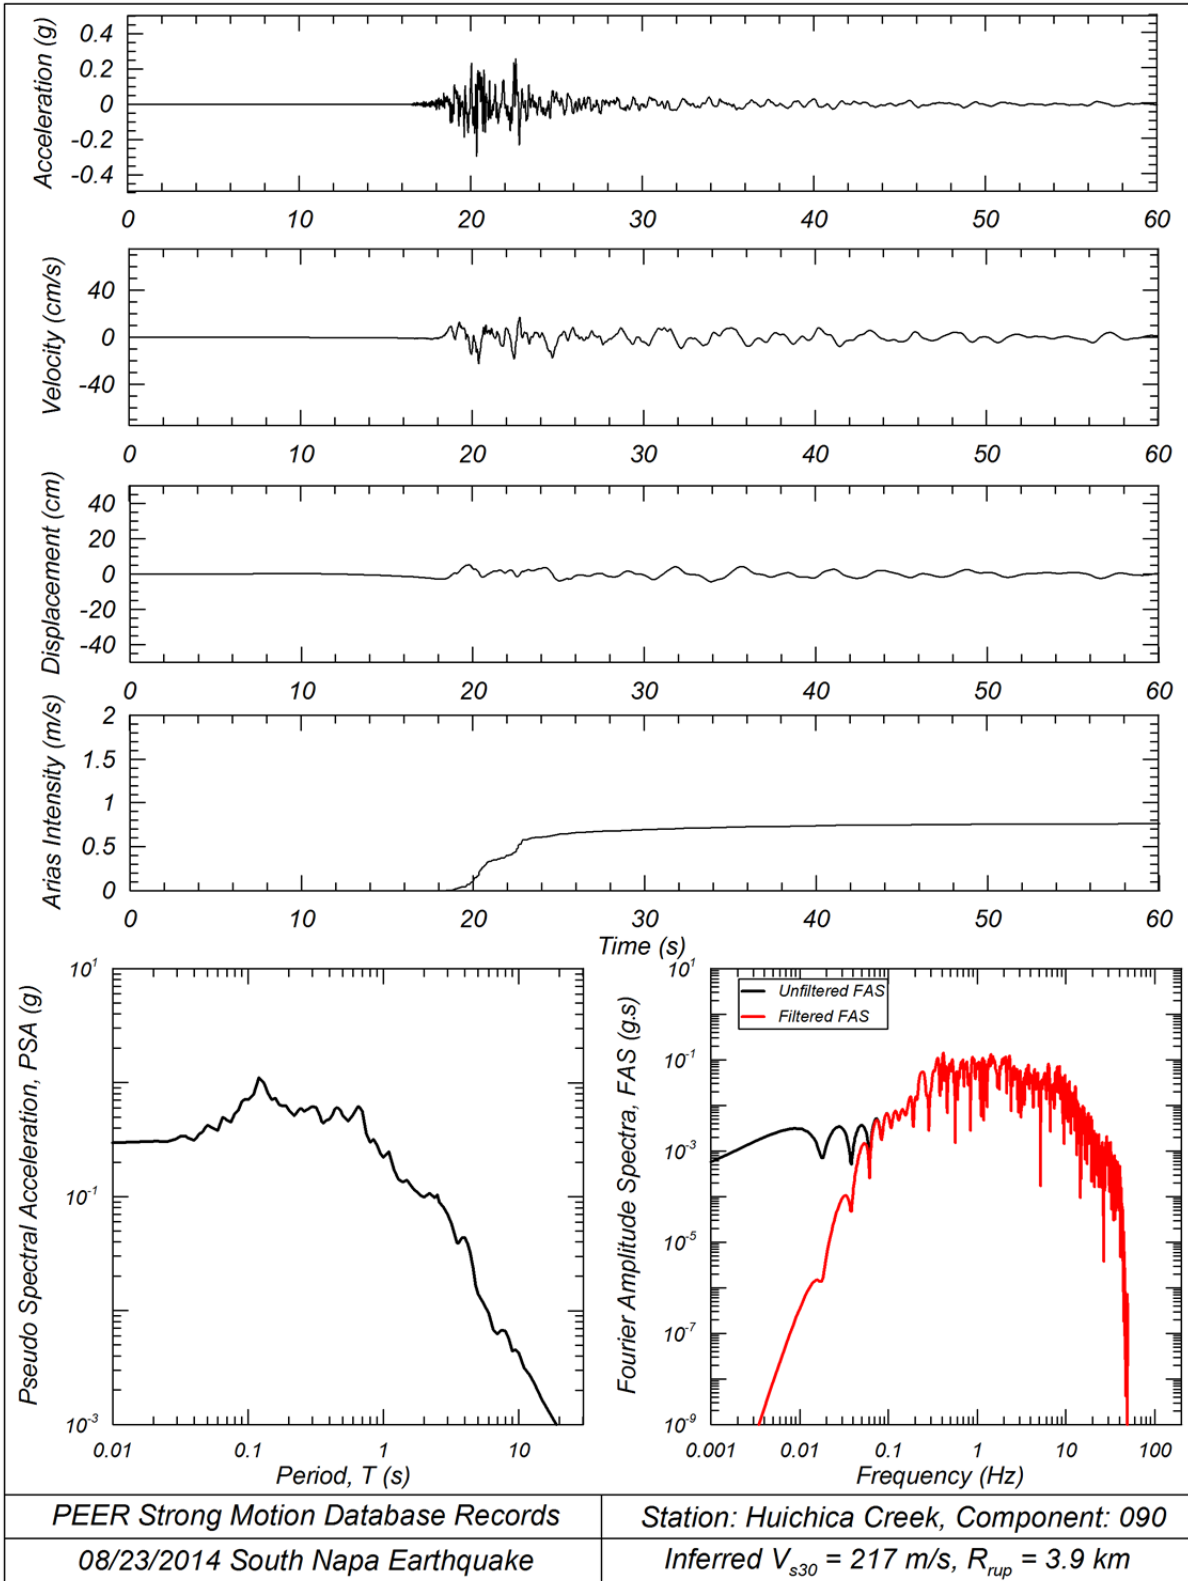 Acceleration (g)
0.4
0.2
0
-0.2
-0.4
0 10 20 30 40 50 60
Velocity (cm/s)
40
0
-40
0 10 20 30 40 50 60
Displacement (cm)
40
20
0
-20
-40
0 10 20 30 40 50 60
Arias Intensity (m/s)
2
1.5
1
0.5
0
0 10 20 30 40 50 60
Time (s)
Pseudo Spectral Acceleration, PSA (g)
10¹
10⁻¹
10⁻³
0.01 0.1 1 10
Period, T (s)
Fourier Amplitude Spectra, FAS (g.s)
10¹
10⁻¹
10⁻³
10⁻⁵
10⁻⁷
10⁻⁹
Unfiltered FAS
Filtered FAS
0.001 0.01 0.1 1 10 100
Frequency (Hz)
PEER Strong Motion Database Records
Station: Huichica Creek, Component: 090
08/23/2014 South Napa Earthquake
Inferred Vs30 = 217 m/s, Rrup = 3.9 km